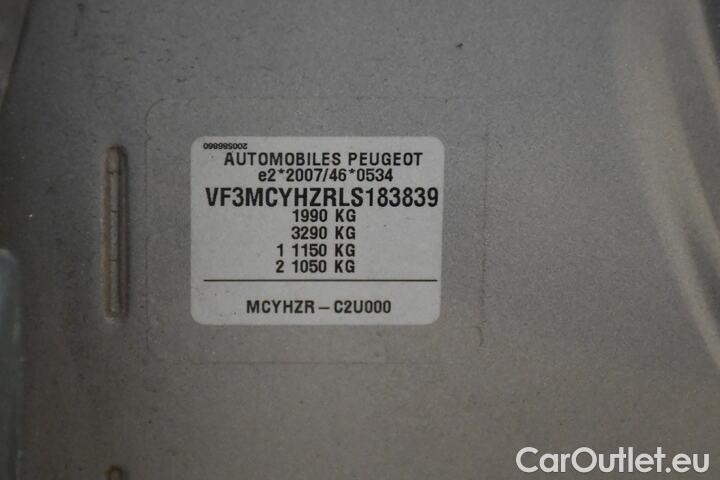 200586860
AUTOMOBILES PEUGEOT
e2*2007/46*0534
VF3MCYHZRLS183839
1990 KG
3290 KG
1 1150 KG
2 1050 KG
MCYHZR – C2U000
CarOutlet.eu